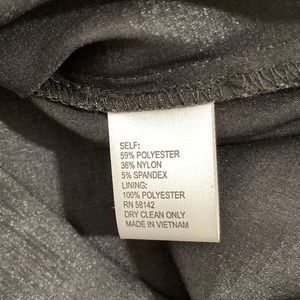 SELF:
59% POLYESTER
36% NYLON
5% SPANDEX
LINING:
100% POLYESTER
RN 58142
DRY CLEAN ONLY
MADE IN VIETNAM